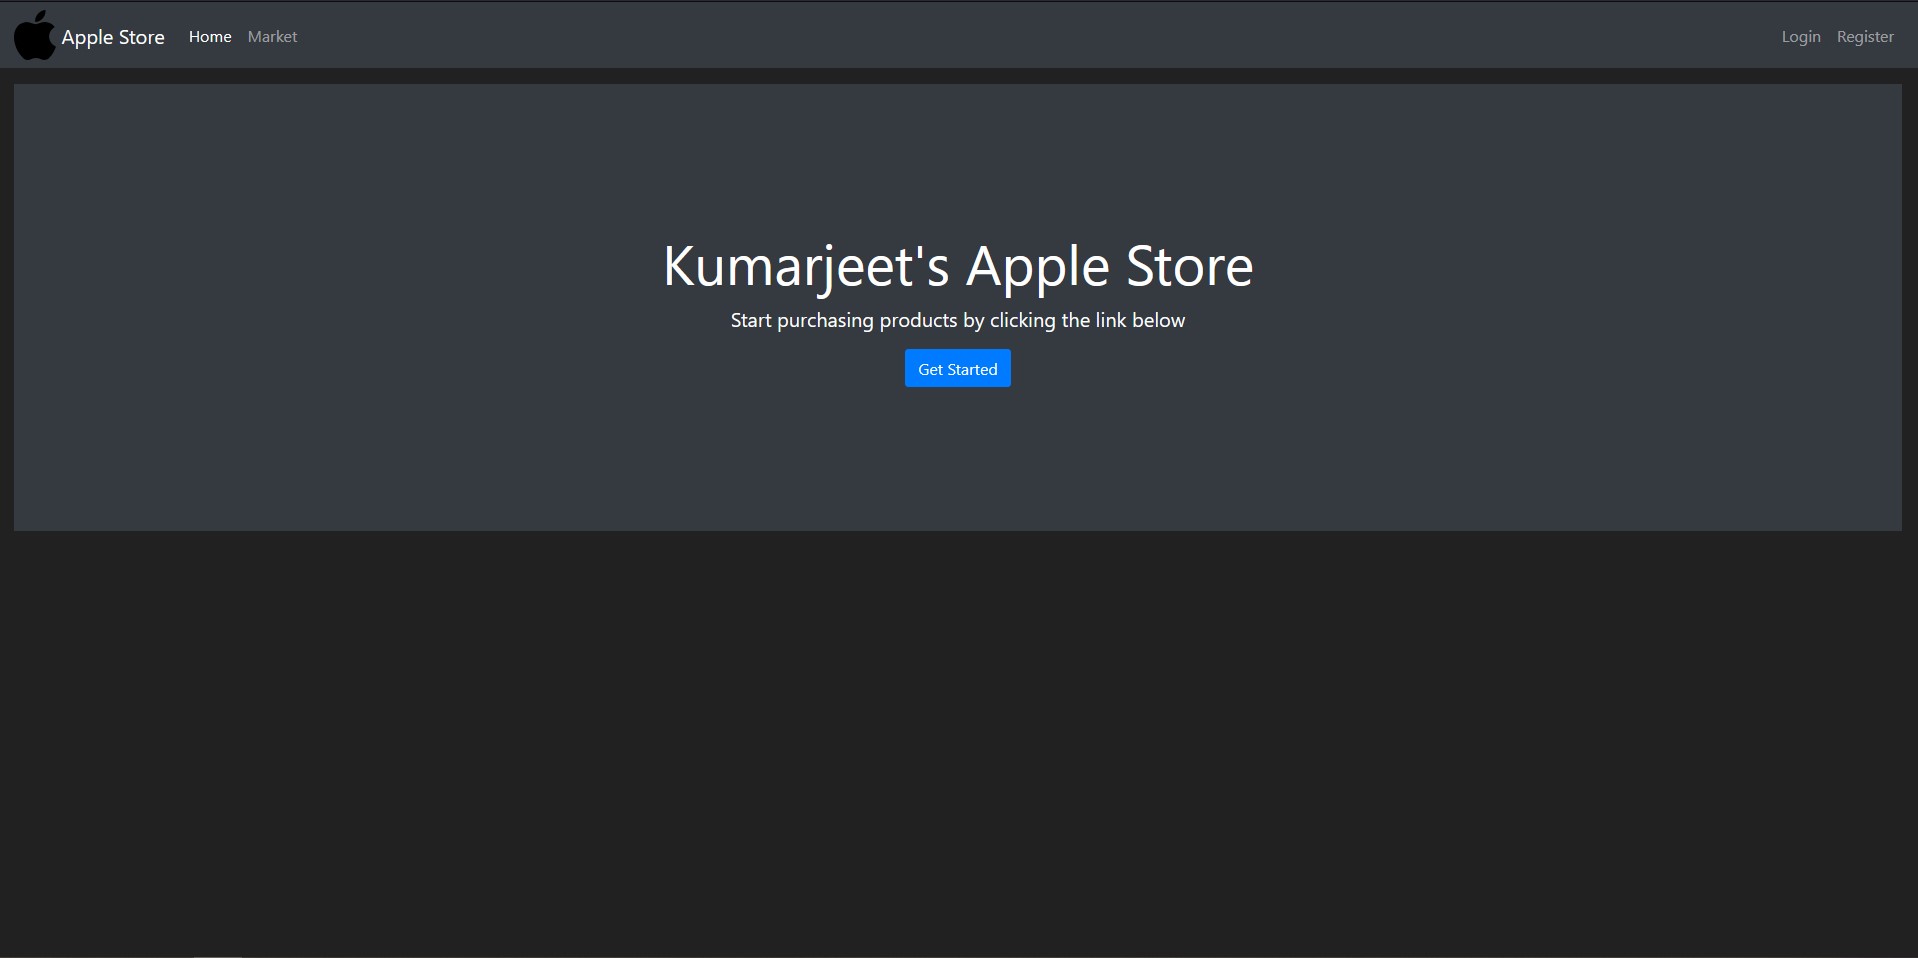 Apple Store Home Market Login Register
Kumarjeet's Apple Store
Start purchasing products by clicking the link below
Get Started